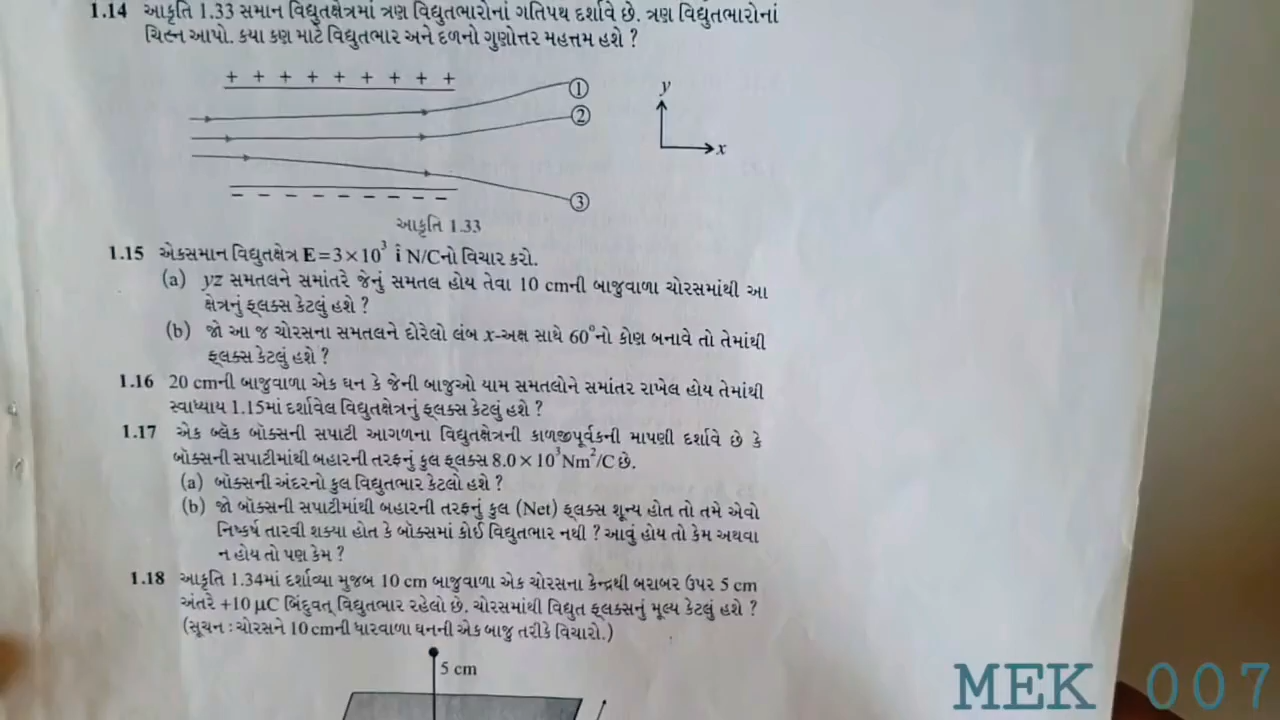 1.14 આકૃતિ 1.33 સમાન વિદ્યુતક્ષેત્રમાં ત્રણ વિદ્યુતભારોનાં ગતિપથ દર્શાવે છે. ત્રણ વિદ્યુતભારોનાં
ચિહ્ન આપો. કયા કણ માટે વિદ્યુતભાર અને દળનો ગુણોત્તર મહત્તમ હશે ?
+ + + + + + + + +
1
2
y
x
3
– – – – – – – –
આકૃતિ 1.33
1.15 એકસમાન વિદ્યુતક્ષેત્ર E=3×10³ î N/Cનો વિચાર કરો.
(a) yz સમતલને સમાંતરે જેનું સમતલ હોય તેવા 10 cmની બાજુવાળા ચોરસમાંથી આ
ક્ષેત્રનું ફ્લક્સ કેટલું હશે ?
(b) જો આ જ ચોરસના સમતલને દોરેલો લંબ x-અક્ષ સાથે 60°નો કોણ બનાવે તો તેમાંથી
ફ્લક્સ કેટલું હશે ?
1.16 20 cmની બાજુવાળા એક ઘન કે જેની બાજુઓ યામ સમતલોને સમાંતર રાખેલ હોય તેમાંથી
સ્વાધ્યાય 1.15માં દર્શાવેલ વિદ્યુતક્ષેત્રનું ફ્લક્સ કેટલું હશે ?
1.17 એક બ્લૅક બૉક્સની સપાટી આગળના વિદ્યુતક્ષેત્રની કાળજીપૂર્વકની માપણી દર્શાવે છે કે
બૉક્સની સપાટીમાંથી બહારની તરફનું કુલ ફ્લક્સ 8.0 × 10³Nm²/C છે.
(a) બૉક્સની અંદરનો કુલ વિદ્યુતભાર કેટલો હશે ?
(b) જો બૉક્સની સપાટીમાંથી બહારની તરફનું કુલ (Net) ફ્લક્સ શૂન્ય હોત તો તમે એવો
નિષ્કર્ષ તારવી શક્યા હોત કે બૉક્સમાં કોઈ વિદ્યુતભાર નથી ? આવું હોય તો કેમ અથવા
ન હોય તો પણ કેમ ?
1.18 આકૃતિ 1.34માં દર્શાવ્યા મુજબ 10 cm બાજુવાળા એક ચોરસના કેન્દ્રથી બરાબર ઉપર 5 cm
અંતરે +10 μC બિંદુવત્ વિદ્યુતભાર રહેલો છે. ચોરસમાંથી વિદ્યુત ફ્લક્સનું મૂલ્ય કેટલું હશે ?
(સૂચન : ચોરસને 10 cmની ધારવાળા ઘનની એક બાજુ તરીકે વિચારો.)
5 cm
MEK 007